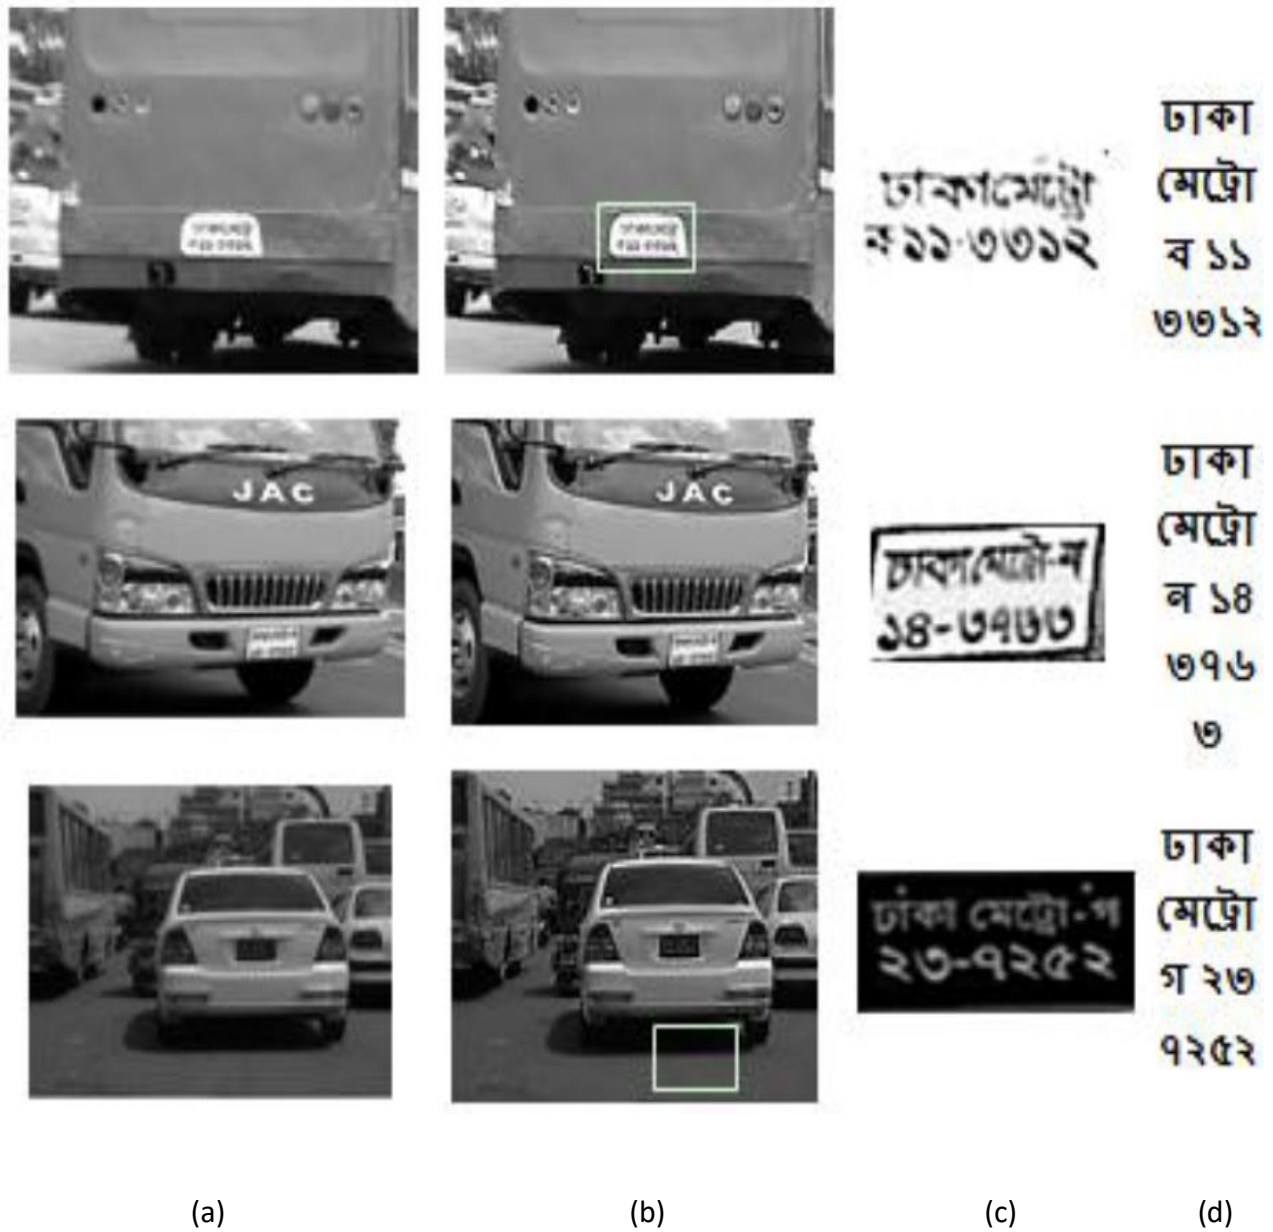 ঢাকামেট্রো
ব ১১-৩৩১২
ঢাকা
মেট্রো
ব ১১
৩৩১২
JAC
JAC
ঢাকামেট্রো-ন
১৪-৩৭৬৩
ঢাকা
মেট্রো
ন ১৪
৩৭৬
৩
ঢাকা মেট্রো-গ
২৩-৭২৫২
ঢাকা
মেট্রো
গ ২৩
৭২৫২
(a) (b) (c) (d)